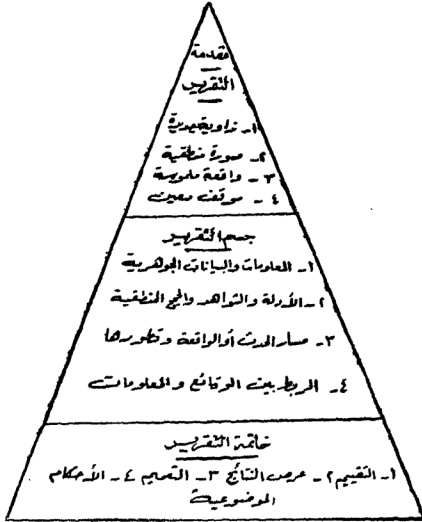 مقدمة
التقرير
١- زاوية جديدة
٢- صورة منطقية
٣- واقعة ملموسة
٤- موقف معين
جسم التقرير
١- المعلومات والبيانات الجوهرية
٢- الأدلة والشواهد والحجج المنطقية
٣- مسار الحدث أو الواقعة وتطورها
٤- الربط بين الوقائع والمعلومات
خاتمة التقرير
١- التقييم ٢- عرض النتائج ٣- التعميم ٤- الأحكام
الموضوعية